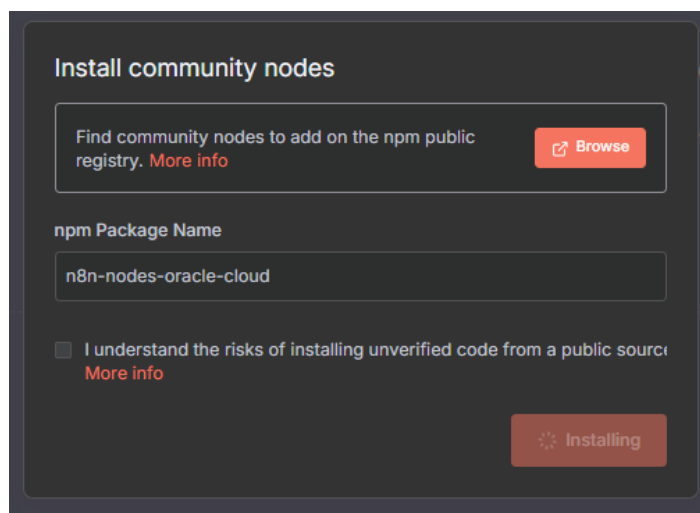 Install community nodes
Find community nodes to add on the npm public
registry. More info
Browse
npm Package Name
n8n-nodes-oracle-cloud
I understand the risks of installing unverified code from a public source
More info
Installing